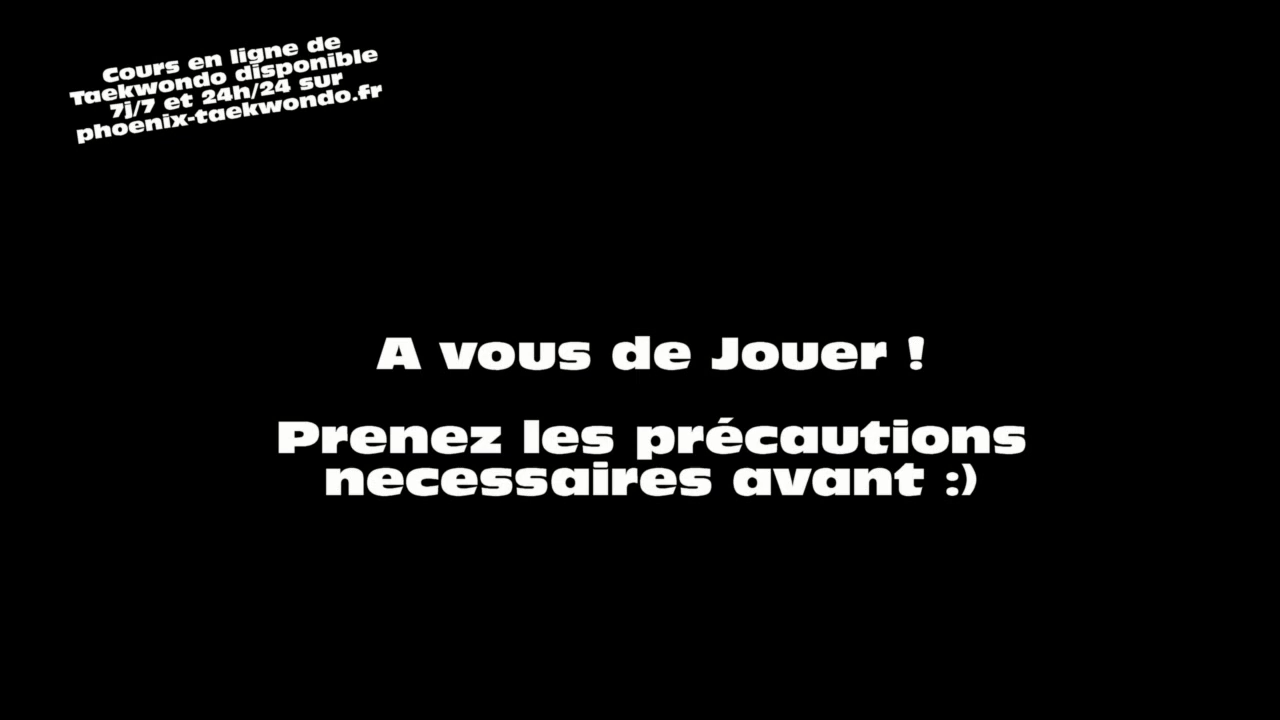 Cours en ligne de
Taekwondo disponible
7j/7 et 24h/24 sur
phoenix-taekwondo.fr
A vous de Jouer !
Prenez les précautions
necessaires avant :)